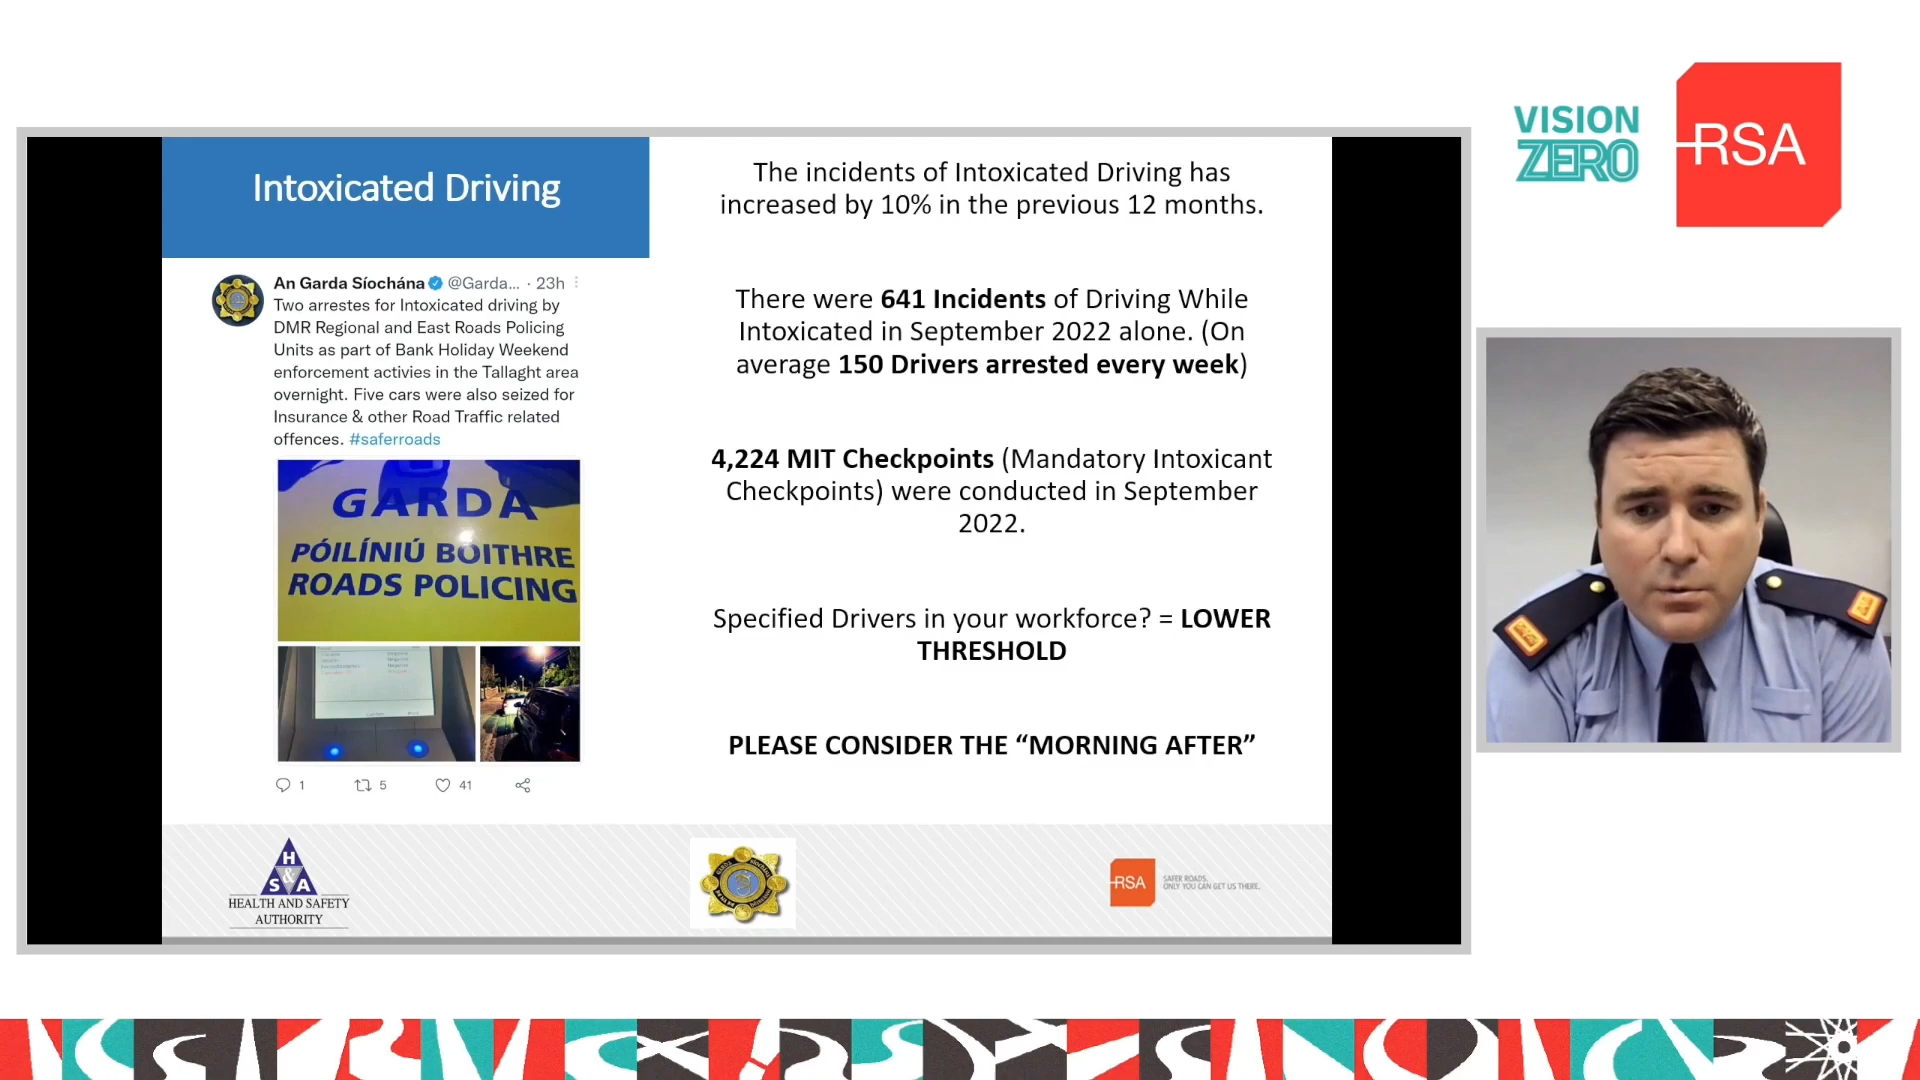 VISION
ZERO
RSA
Intoxicated Driving
An Garda Síochána @Garda... · 23h
Two arrestes for Intoxicated driving by
DMR Regional and East Roads Policing
Units as part of Bank Holiday Weekend
enforcement activies in the Tallaght area
overnight. Five cars were also seized for
Insurance & other Road Traffic related
offences. #saferroads
GARDA
PÓILÍNIÚ BÓITHRE
ROADS POLICING
1 5 41
The incidents of Intoxicated Driving has
increased by 10% in the previous 12 months.
There were 641 Incidents of Driving While
Intoxicated in September 2022 alone. (On
average 150 Drivers arrested every week)
4,224 MIT Checkpoints (Mandatory Intoxicant
Checkpoints) were conducted in September
2022.
Specified Drivers in your workforce? = LOWER
THRESHOLD
PLEASE CONSIDER THE “MORNING AFTER”
H
&
S A
HEALTH AND SAFETY
AUTHORITY
RSA
SAFER ROADS.
ONLY YOU CAN GET US THERE.